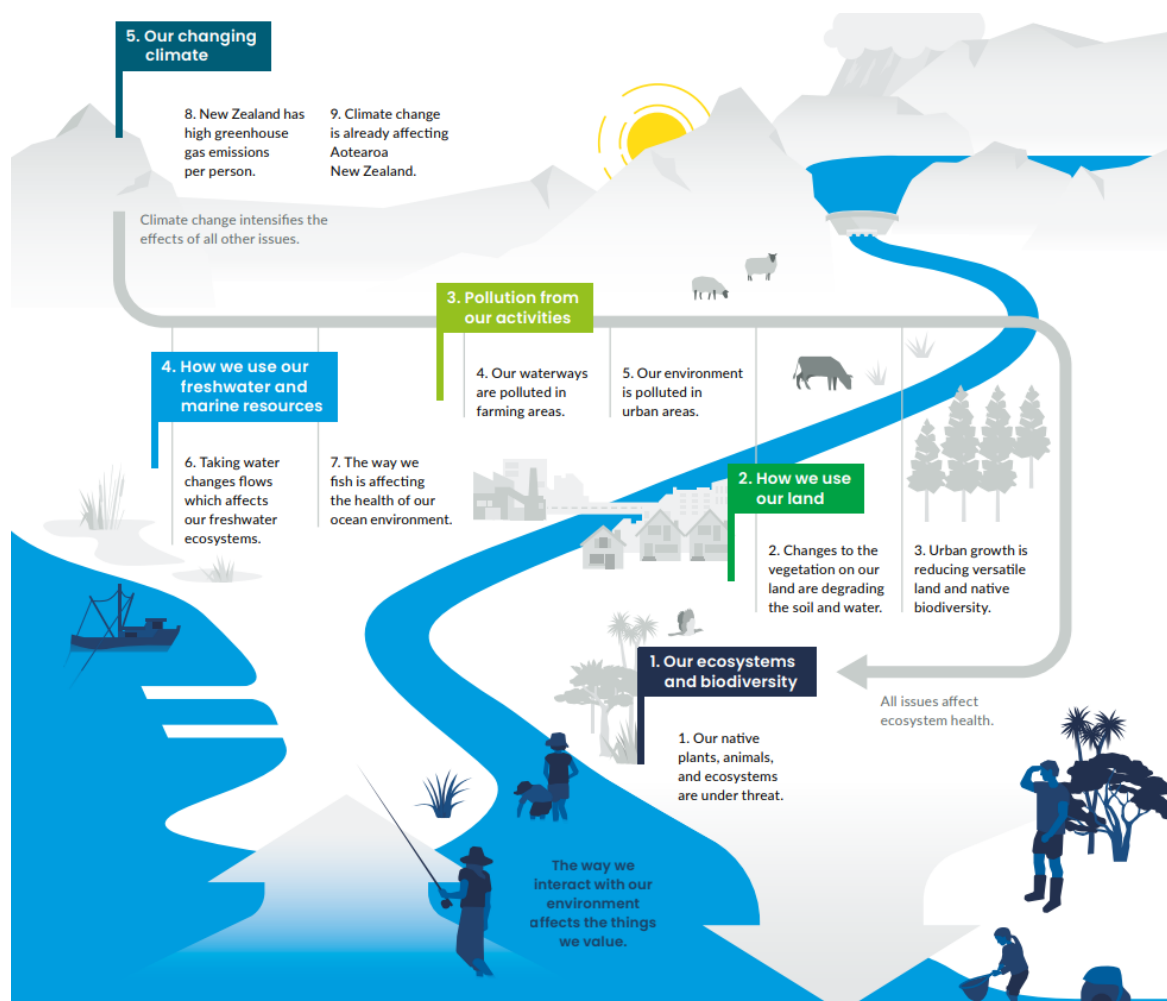 5. Our changing
climate
8. New Zealand has
high greenhouse
gas emissions
per person.
9. Climate change
is already affecting
Aotearoa
New Zealand.
Climate change intensifies the
effects of all other issues.
3. Pollution from
our activities
4. Our waterways
are polluted in
farming areas.
5. Our environment
is polluted in
urban areas.
4. How we use our
freshwater and
marine resources
6. Taking water
changes flows
which affects
our freshwater
ecosystems.
7. The way we
fish is affecting
the health of our
ocean environment.
2. How we use
our land
2. Changes to the
vegetation on our
land are degrading
the soil and water.
3. Urban growth is
reducing versatile
land and native
biodiversity.
1. Our ecosystems
and biodiversity
1. Our native
plants, animals,
and ecosystems
are under threat.
All issues affect
ecosystem health.
The way we
interact with our
environment
affects the things
we value.